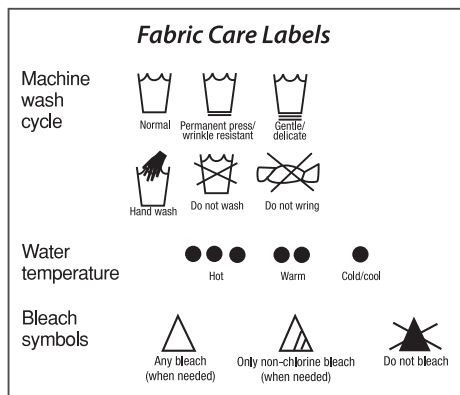 Fabric Care Labels
Machine
wash
cycle
Normal
Permanent press/
wrinkle resistant
Gentle/
delicate
Hand wash
Do not wash
Do not wring
Water
temperature
Hot
Warm
Cold/cool
Bleach
symbols
Any bleach
(when needed)
Only non-chlorine bleach
(when needed)
Do not bleach